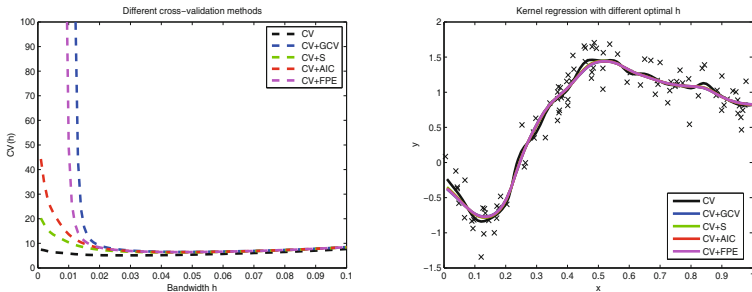 Different cross-validation methods
100
90
80
70
60
50
40
30
20
10
0
CV (h)
0 0.01 0.02 0.03 0.04 0.05 0.06 0.07 0.08 0.09 0.1
Bandwidth h
CV
CV+GCV
CV+S
CV+AIC
CV+FPE
Kernel regression with different optimal h
2
1.5
1
0.5
0
−0.5
−1
−1.5
y
0 0.1 0.2 0.3 0.4 0.5 0.6 0.7 0.8 0.9 1
x
CV
CV+GCV
CV+S
CV+AIC
CV+FPE